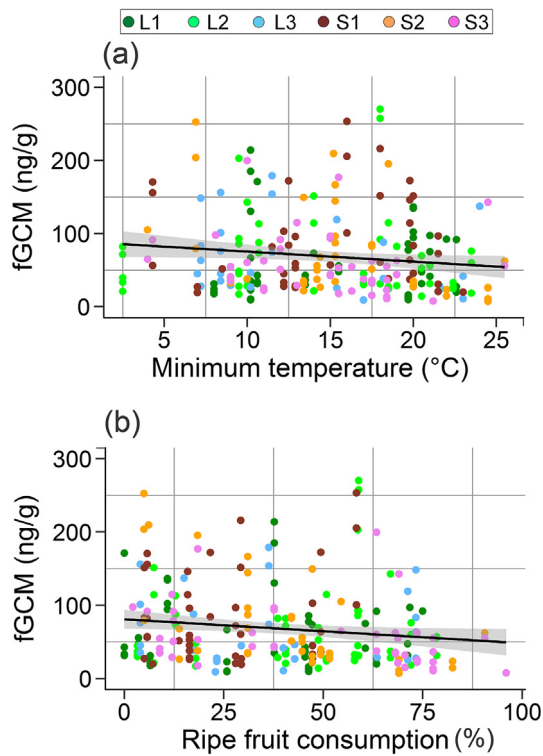 L1 L2 L3 S1 S2 S3
(a)
300
200
100
0
fGCM (ng/g)
5 10 15 20 25
Minimum temperature (°C)
(b)
300
200
100
0
fGCM (ng/g)
0 25 50 75 100
Ripe fruit consumption (%)